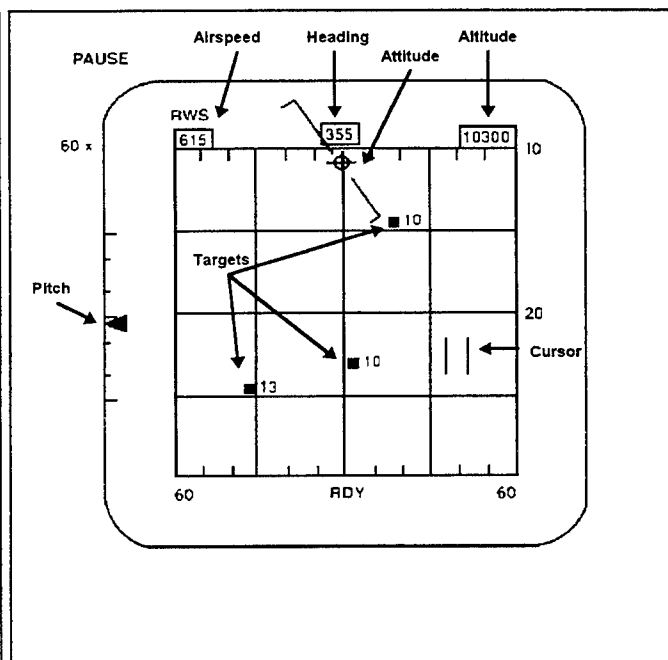 Airspeed Heading Altitude
PAUSE
Attitude
RWS
615 355 10300
60 x 10
10
Targets
Pitch
20
10
Cursor
13
60 RDY 60